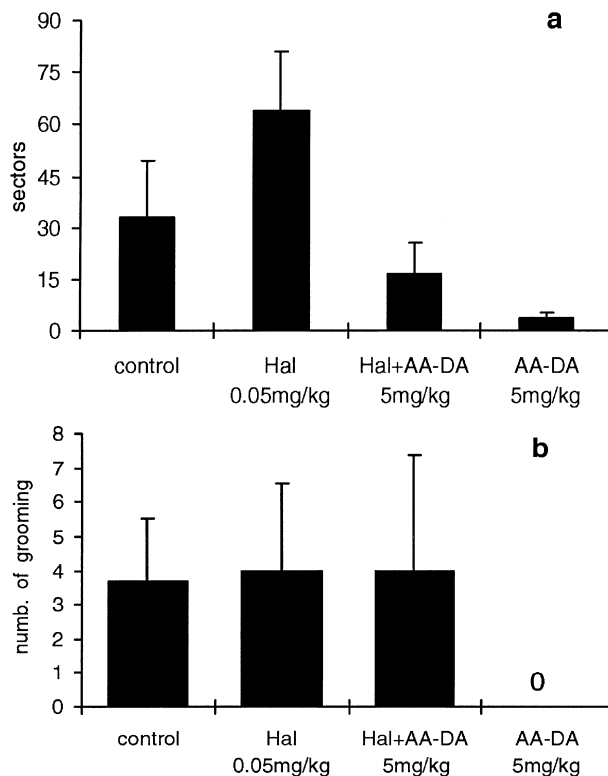 a
90
75
60
45
30
15
0
sectors
control Hal Hal+AA-DA AA-DA
0.05mg/kg 5mg/kg 5mg/kg
b
8
7
6
5
4
3
2
1
0
numb. of grooming
0
control Hal Hal+AA-DA AA-DA
0.05mg/kg 5mg/kg 5mg/kg